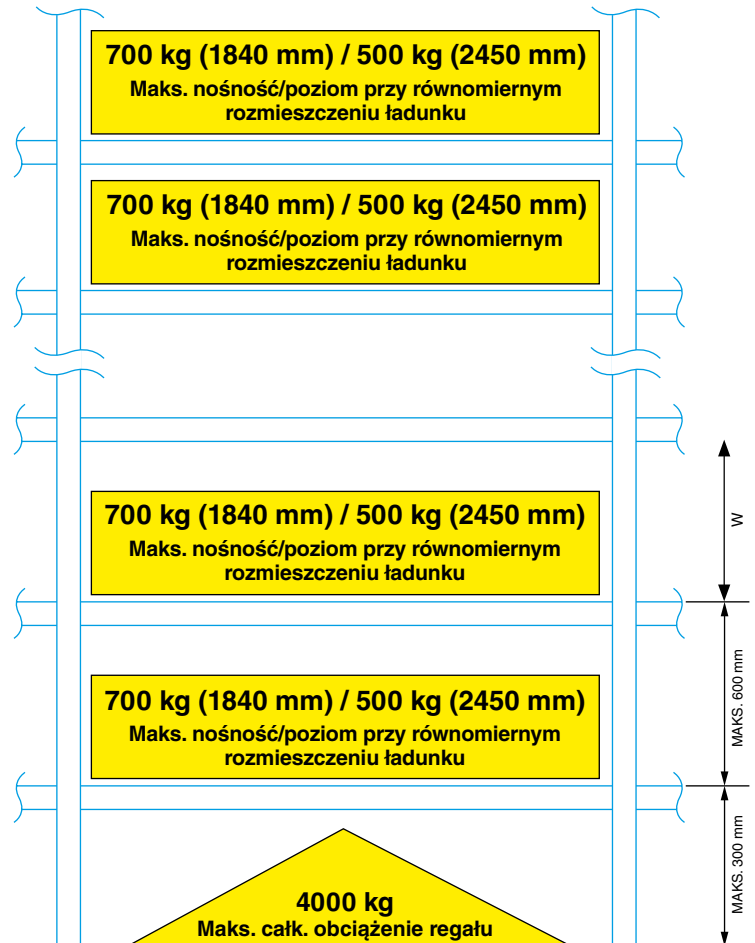 700 kg (1840 mm) / 500 kg (2450 mm)
Maks. nośność/poziom przy równomiernym
rozmieszczeniu ładunku
700 kg (1840 mm) / 500 kg (2450 mm)
Maks. nośność/poziom przy równomiernym
rozmieszczeniu ładunku
W
700 kg (1840 mm) / 500 kg (2450 mm)
Maks. nośność/poziom przy równomiernym
rozmieszczeniu ładunku
MAKS. 600 mm
700 kg (1840 mm) / 500 kg (2450 mm)
Maks. nośność/poziom przy równomiernym
rozmieszczeniu ładunku
MAKS. 300 mm
4000 kg
Maks. całk. obciążenie regału